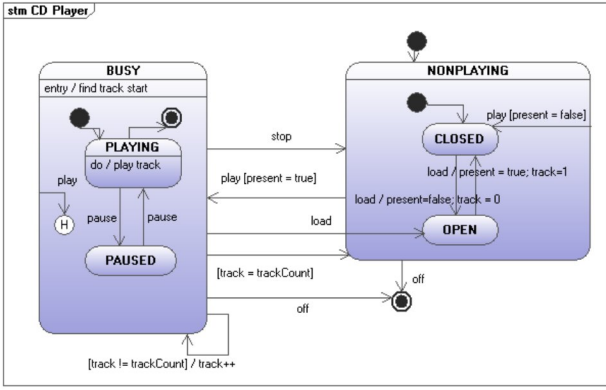 stm CD Player
BUSY
entry / find track start
PLAYING
do / play track
play
H
pause
pause
PAUSED
stop
play [present = true]
load
[track = trackCount]
off
[track != trackCount] / track++
NONPLAYING
play [present = false]
CLOSED
load / present = true; track=1
load / present=false; track = 0
OPEN
off